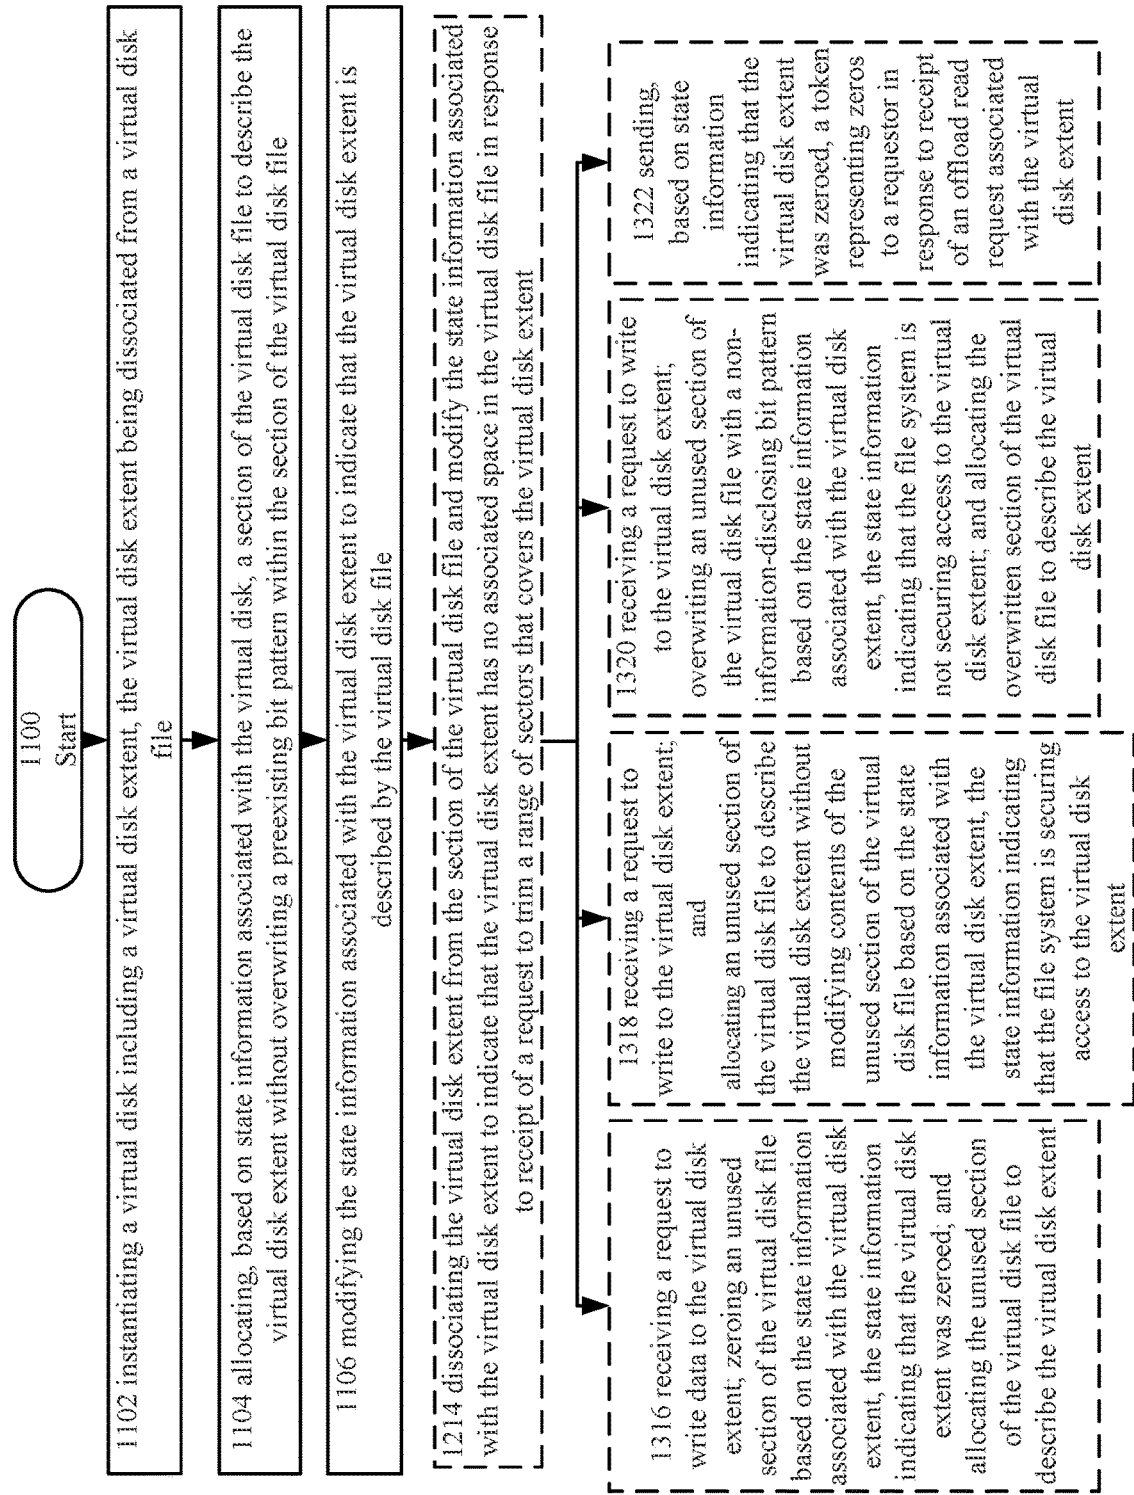 1100
Start
1102 instantiating a virtual disk including a virtual disk extent, the virtual disk extent being dissociated from a virtual disk
file
1104 allocating, based on state information associated with the virtual disk, a section of the virtual disk file to describe the
virtual disk extent without overwriting a preexisting bit pattern within the section of the virtual disk file
1106 modifying the state information associated with the virtual disk extent to indicate that the virtual disk extent is
described by the virtual disk file
1214 dissociating the virtual disk extent from the section of the virtual disk file and modify the state information associated
with the virtual disk extent to indicate that the virtual disk extent has no associated space in the virtual disk file in response
to receipt of a request to trim a range of sectors that covers the virtual disk extent
1316 receiving a request to
write data to the virtual disk
extent; zeroing an unused
section of the virtual disk file
based on the state information
associated with the virtual disk
extent, the state information
indicating that the virtual disk
extent was zeroed; and
allocating the unused section
of the virtual disk file to
describe the virtual disk extent
1318 receiving a request to
write to the virtual disk extent;
and
allocating an unused section of
the virtual disk file to describe
the virtual disk extent without
modifying contents of the
unused section of the virtual
disk file based on the state
information associated with
the virtual disk extent, the
state information indicating
that the file system is securing
access to the virtual disk
extent
1320 receiving a request to write
to the virtual disk extent;
overwriting an unused section of
the virtual disk file with a non-
information-disclosing bit pattern
based on the state information
associated with the virtual disk
extent, the state information
indicating that the file system is
not securing access to the virtual
disk extent; and allocating the
overwritten section of the virtual
disk file to describe the virtual
disk extent
1322 sending,
based on state
information
indicating that the
virtual disk extent
was zeroed, a token
representing zeros
to a requestor in
response to receipt
of an offload read
request associated
with the virtual
disk extent